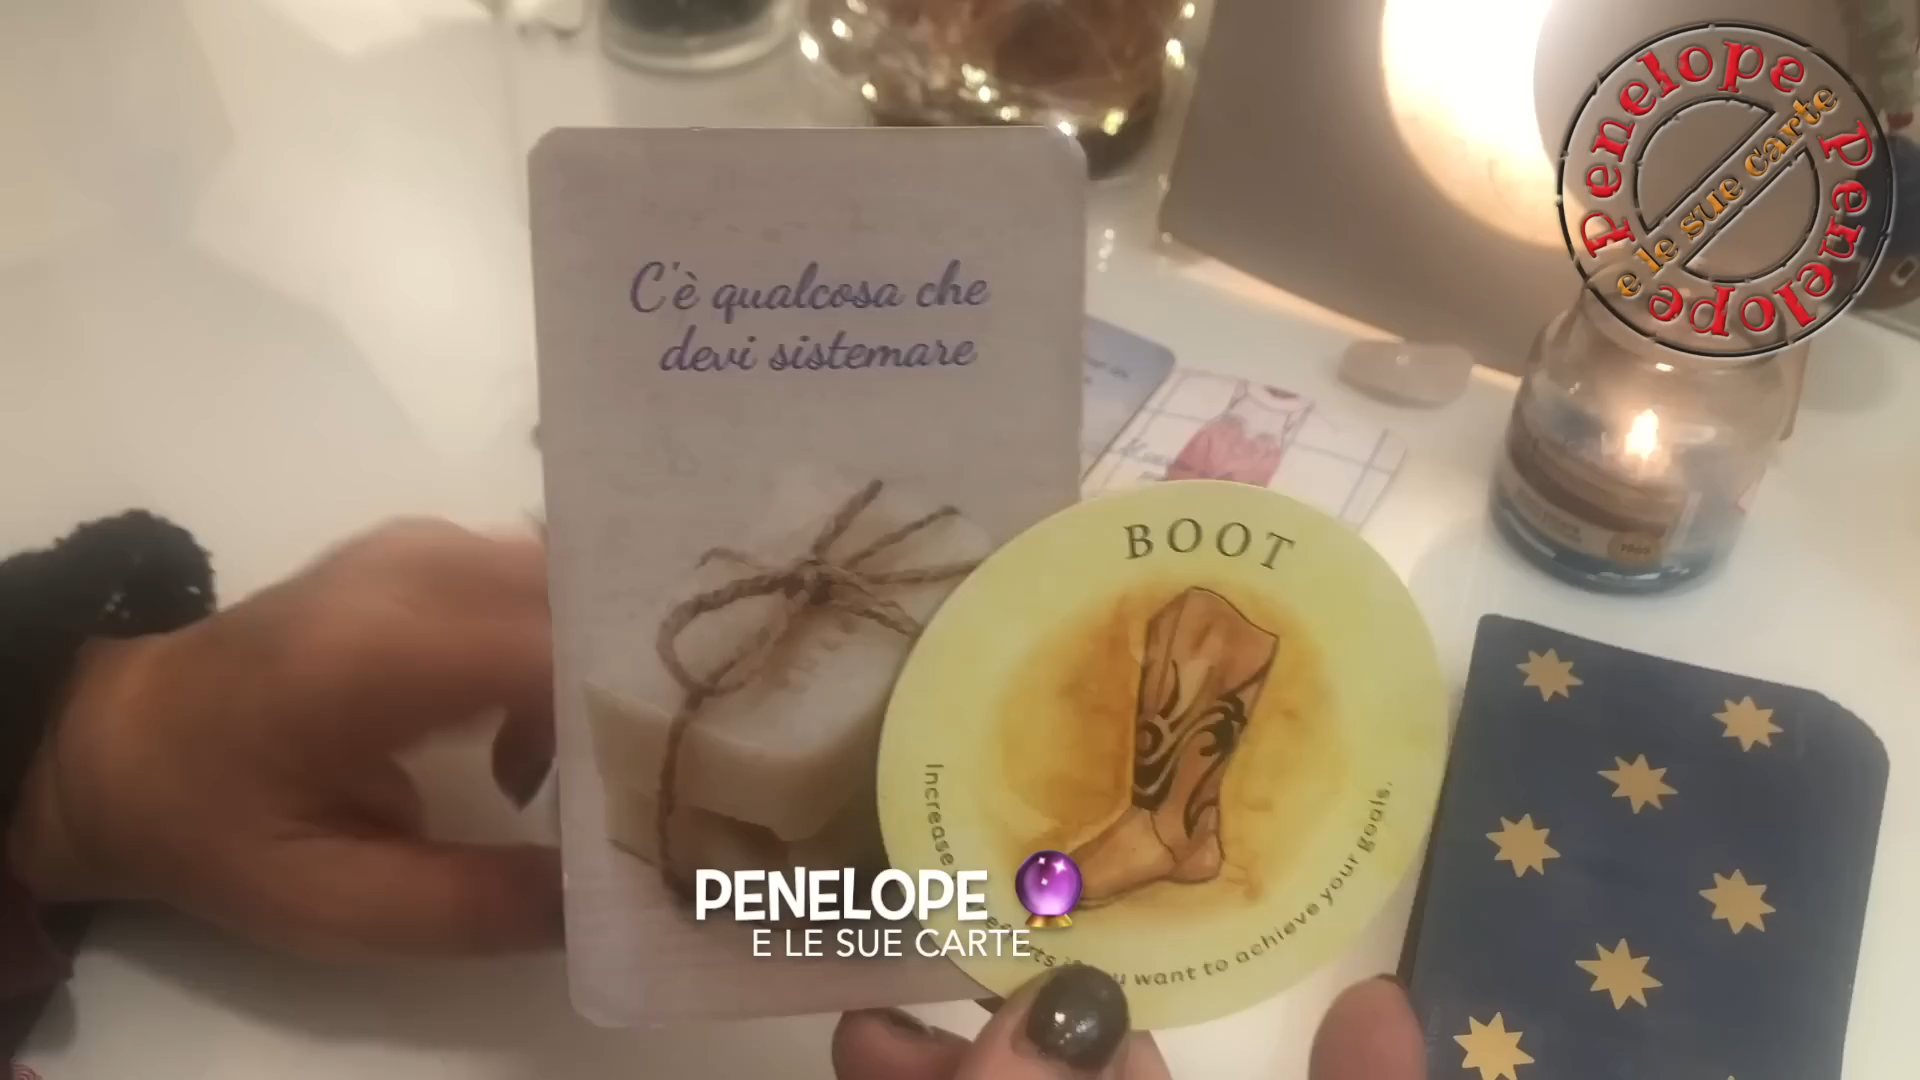 C'è qualcosa che
devi sistemare
BOOT
Increase
want to achieve your goals.
PENELOPE
E LE SUE CARTE
Penelope Penelope Penelope
e le sue carte